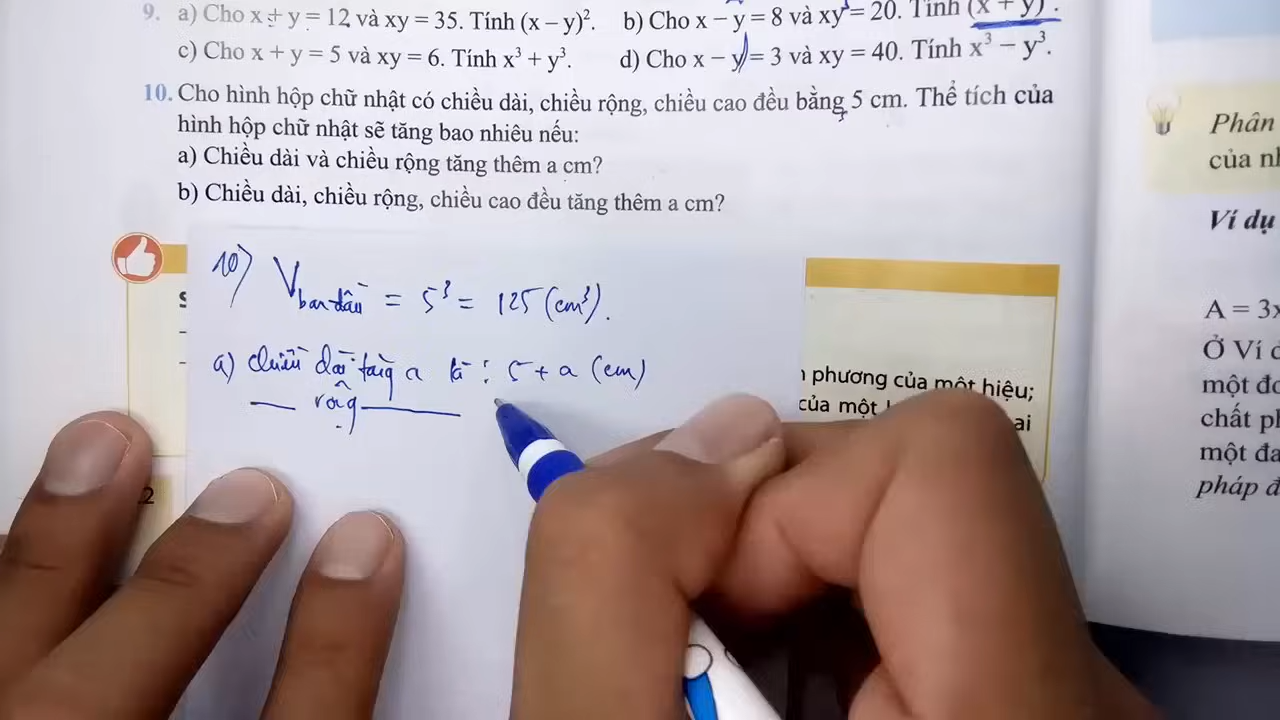 9. a) Cho x + y = 12 và xy = 35. Tính (x – y)². b) Cho x – y = 8 và xy = 20. Tính (x + y)².
c) Cho x + y = 5 và xy = 6. Tính x³ + y³. d) Cho x – y = 3 và xy = 40. Tính x³ – y³.
10. Cho hình hộp chữ nhật có chiều dài, chiều rộng, chiều cao đều bằng 5 cm. Thể tích của
hình hộp chữ nhật sẽ tăng bao nhiêu nếu:
a) Chiều dài và chiều rộng tăng thêm a cm?
b) Chiều dài, chiều rộng, chiều cao đều tăng thêm a cm?
10) V ban đầu = 5³ = 125 (cm³).
a) chiều dài tăng a là : 5 + a (cm)
— rộng —
phương của một hiệu;
của một
ai
2
Phân
của
Ví dụ
A = 3x
Ở Ví
một
chất
một
pháp